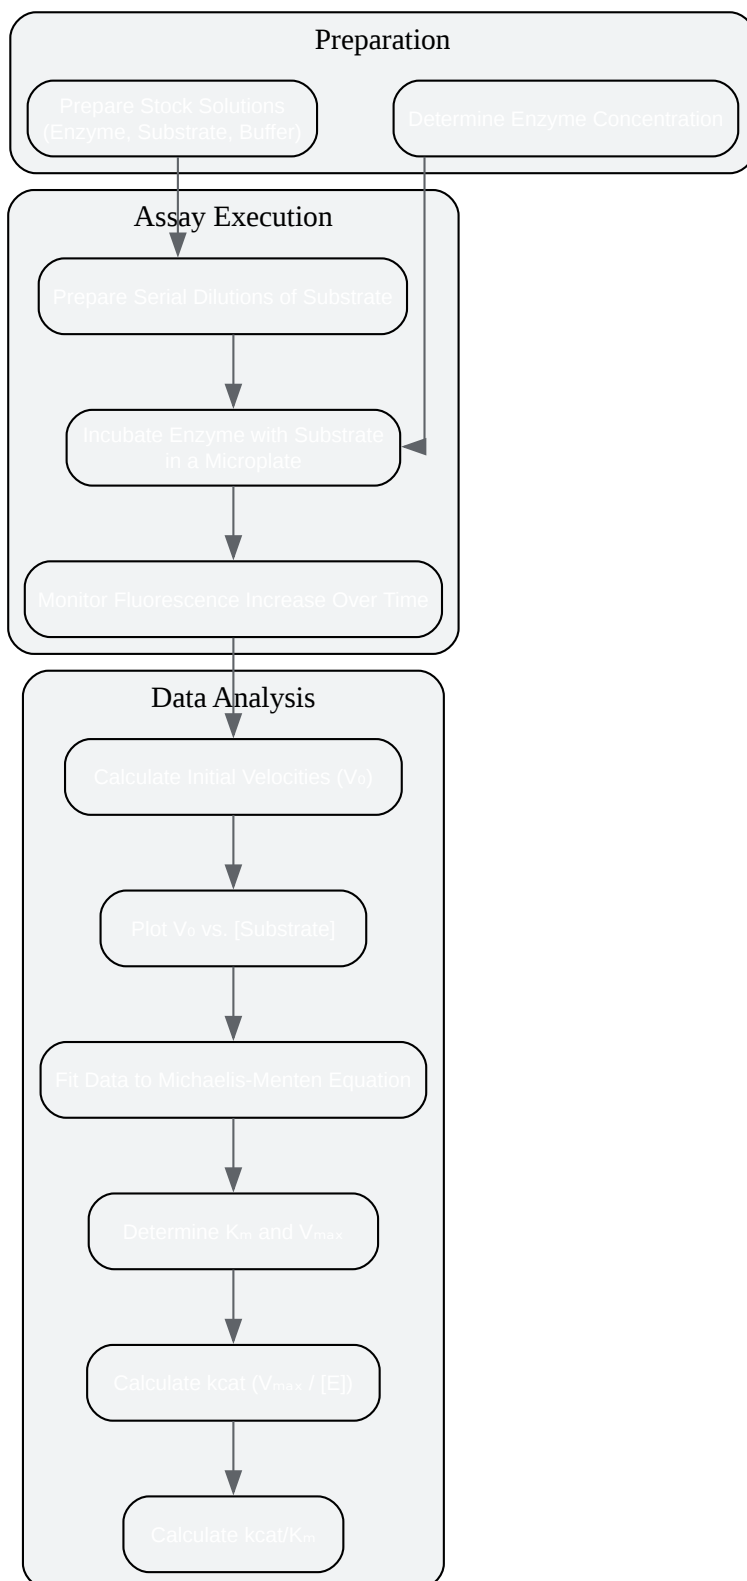 Preparation
Prepare Stock Solutions
(Enzyme, Substrate, Buffer)
Determine Enzyme Concentration
Assay Execution
Prepare Serial Dilutions of Substrate
Incubate Enzyme with Substrate
in a Microplate
Monitor Fluorescence Increase Over Time
Data Analysis
Calculate Initial Velocities (V₀)
Plot V₀ vs. [Substrate]
Fit Data to Michaelis-Menten Equation
Determine Kₘ and Vₘₐₓ
Calculate kcat (Vₘₐₓ / [E])
Calculate kcat/Kₘ